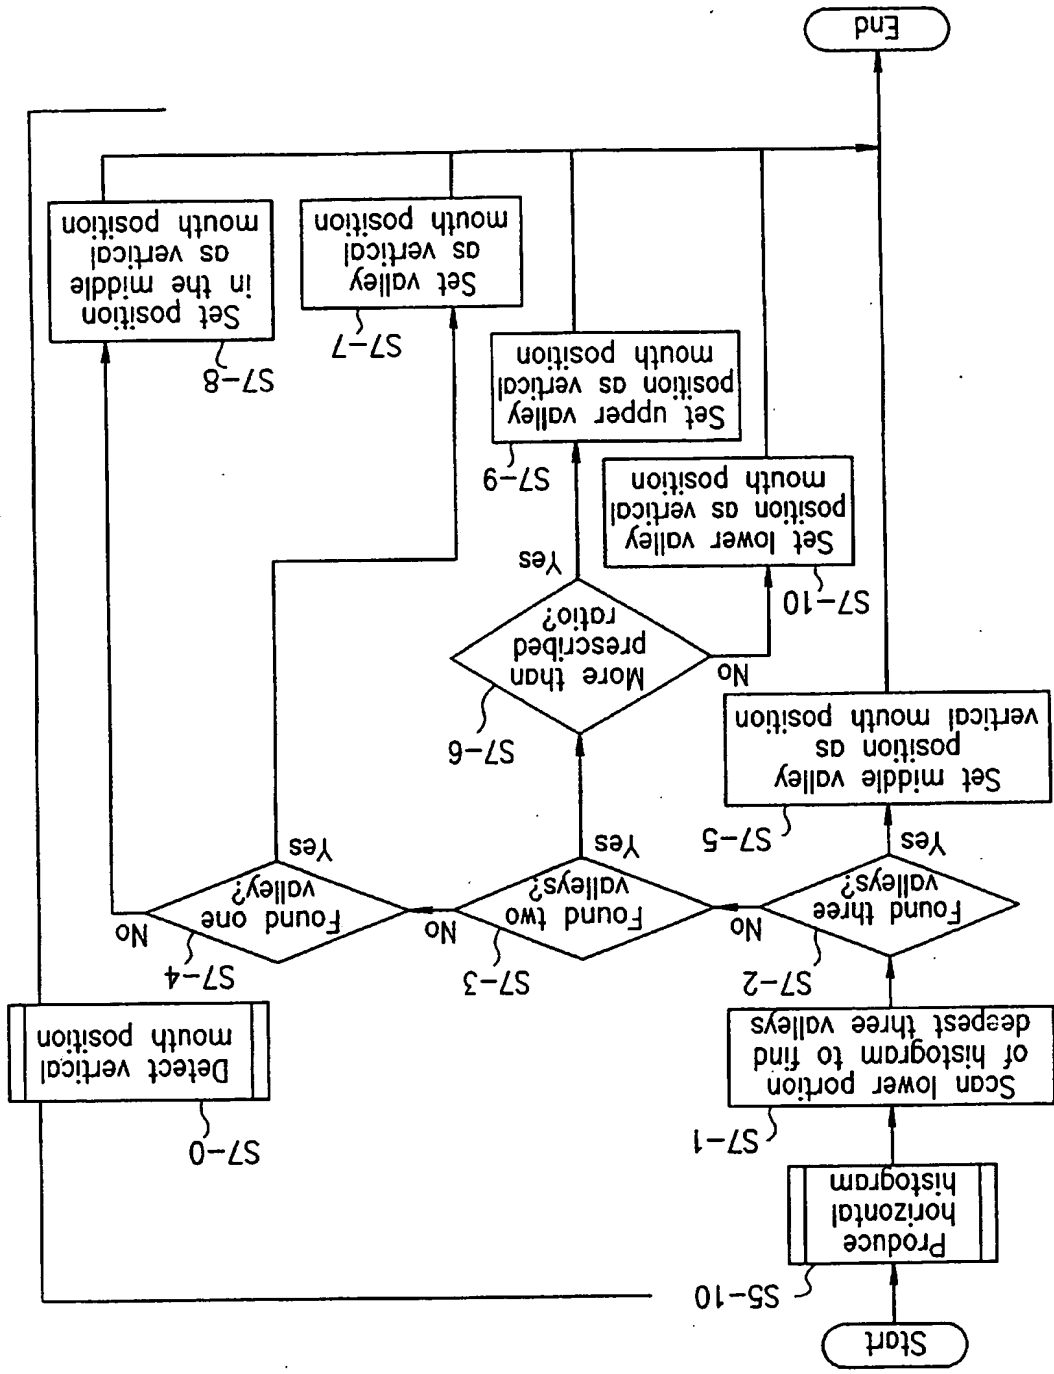 Start
S5-10
Produce
horizontal
histogram
S7-0
Detect vertical
mouth position
S7-1
Scan lower portion
of histogram to find
deepest three valleys
S7-2
Found three
valleys?
No
Yes
S7-3
Found two
valleys?
No
Yes
S7-4
Found one
valley?
No
Yes
S7-5
Set middle valley
position as
vertical mouth position
S7-6
More than
prescribed
ratio?
No
Yes
S7-10
Set lower valley
position as vertical
mouth position
S7-9
Set upper valley
position as vertical
mouth position
S7-7
Set valley
as vertical
mouth position
S7-8
Set position
in the middle
as vertical
mouth position
End